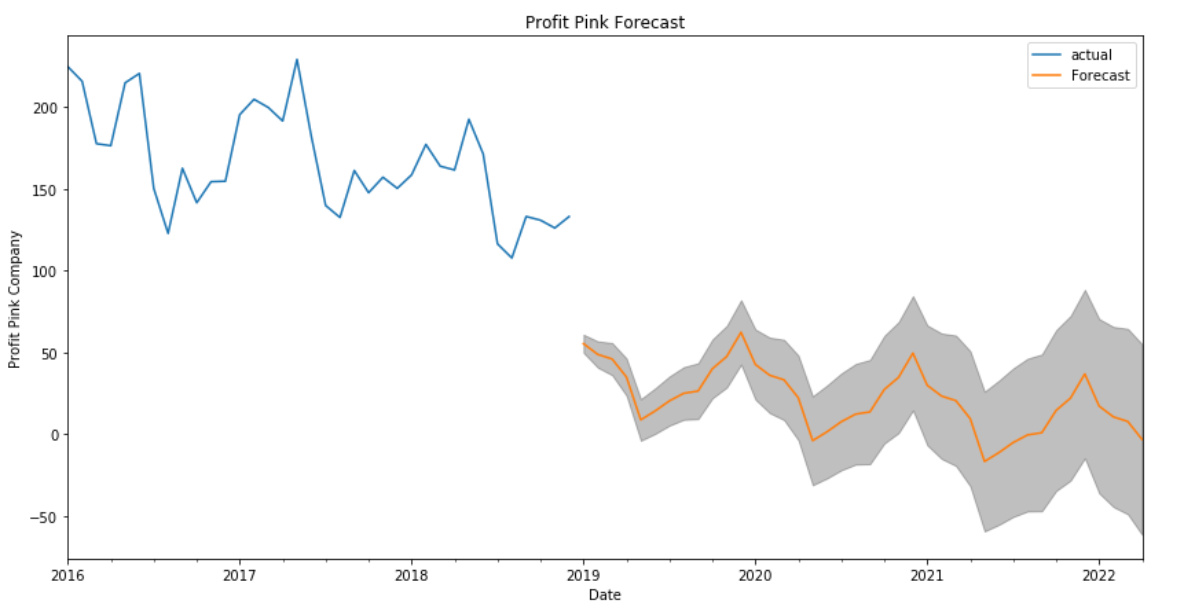 Profit Pink Forecast
actual
Forecast
Profit Pink Company
200
150
100
50
0
−50
2016
2017
2018
2019
2020
2021
2022
Date